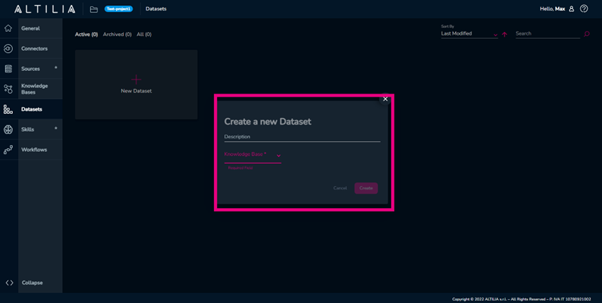 ALTILIA
Test project
Datasets
Hello, Max
General
Connectors
Sources +
Knowledge
Bases
Datasets
Skills +
Workflows
Collapse
Active (0) Archived (0) All (0)
Sort By
Last Modified
Search
New Dataset
Create a new Dataset
Description
Knowledge Base *
Required field
Cancel Create
Copyright © 2022 ALTILIA s.r.l. - All Rights Reserved - P. IVA IT 10780921002